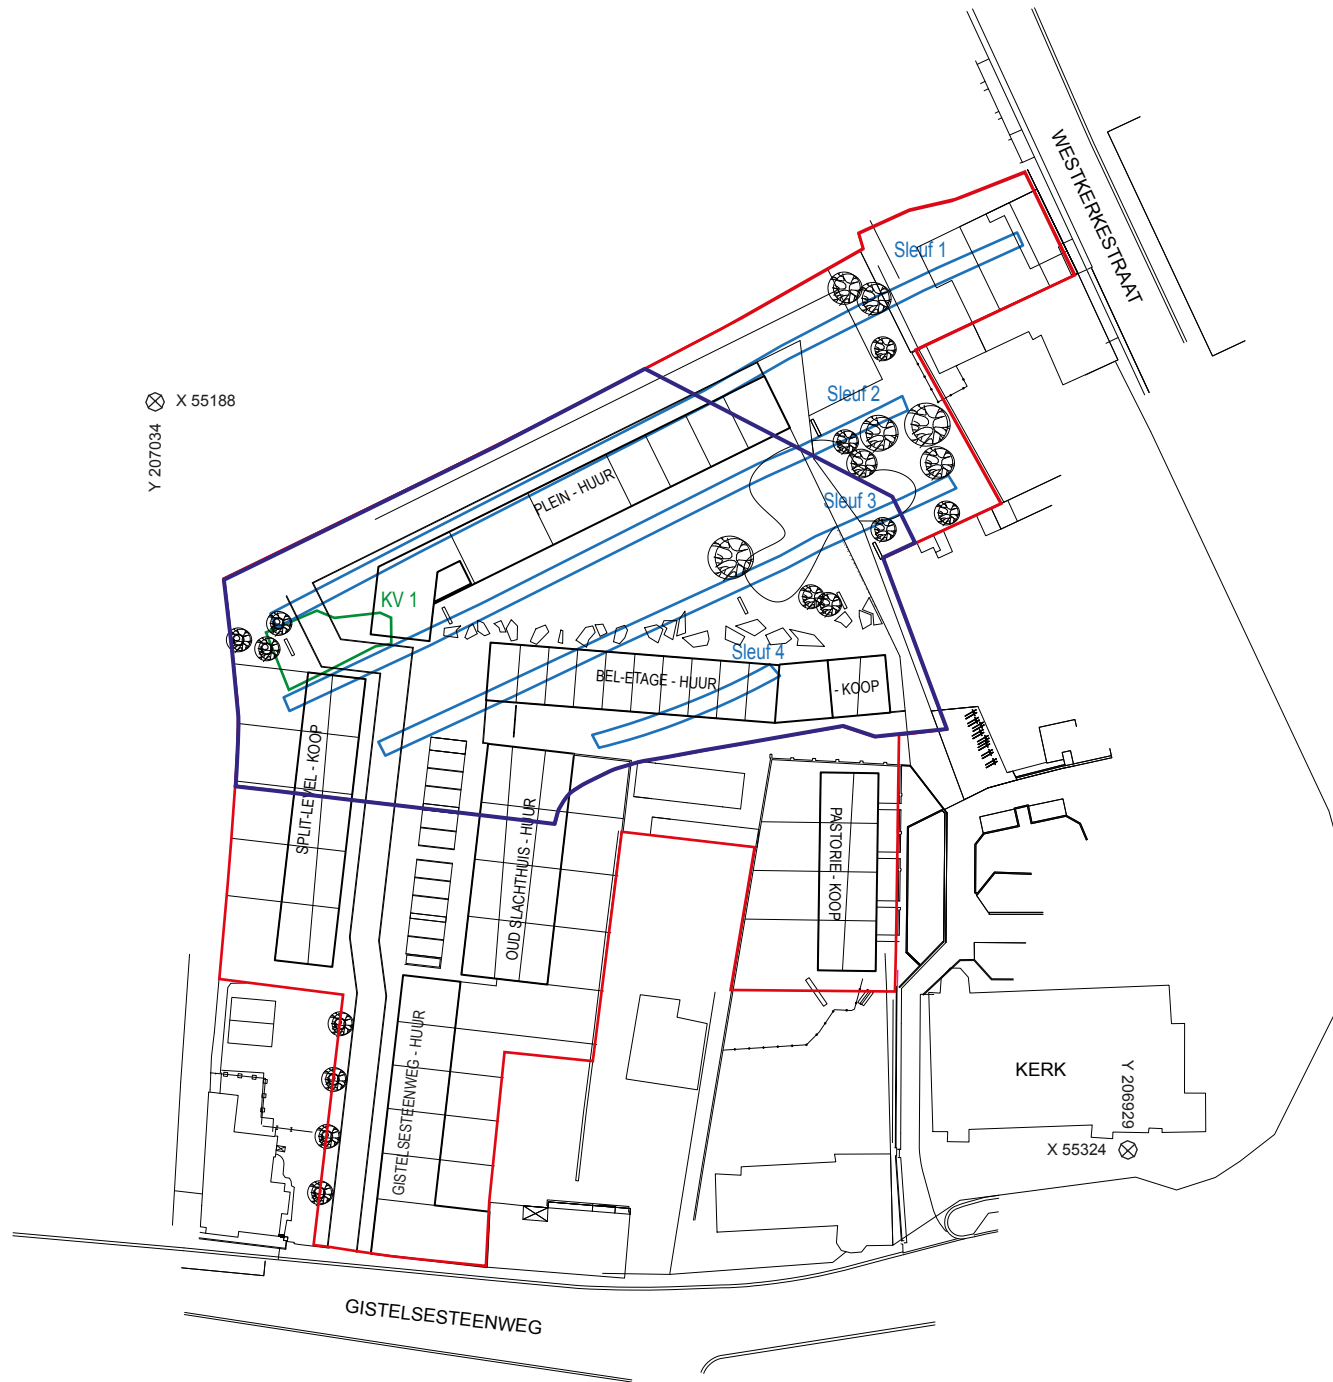 WESTKERKESTRAAT
Sleuf 1
X 55188
Y 207034
Sleuf 2
PLEIN - HUUR
Sleuf 3
KV 1
Sleuf 4
BEL-ETAGE - HUUR
- KOOP
SPLIT-LEVEL - KOOP
OUD SLACHTHUIS - HUUR
PASTORIE - KOOP
GISTELSESTEENWEG - HUUR
KERK
Y 206929
X 55324
GISTELSESTEENWEG